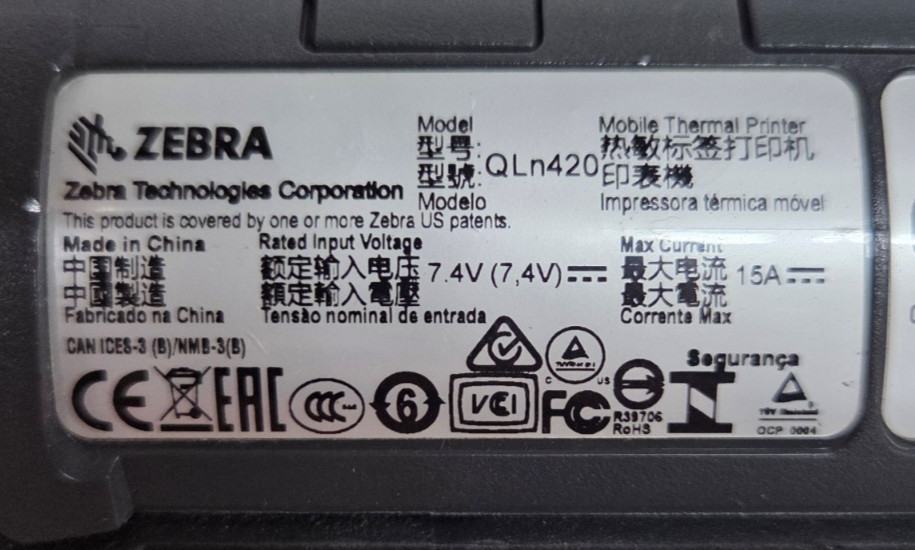 ZEBRA
Zebra Technologies Corporation
This product is covered by one or more Zebra US patents.
Model
型号:
型號:
Modelo
QLn420
Mobile Thermal Printer
热敏标签打印机
印表機
Impressora térmica móvel
Made in China
中国制造
中國製造
Fabricado na China
Rated Input Voltage
额定输入电压
額定輸入電壓
Tensão nominal de entrada
7.4V (7,4V)
Max Current
最大电流
最大電流
Corrente Max
15A
CAN ICES-3 (B)/NMB-3(B)
CE
EAC
CCC
6
VCI
C
US
FC
R39706
RoHS
Segurança
OCP 0004